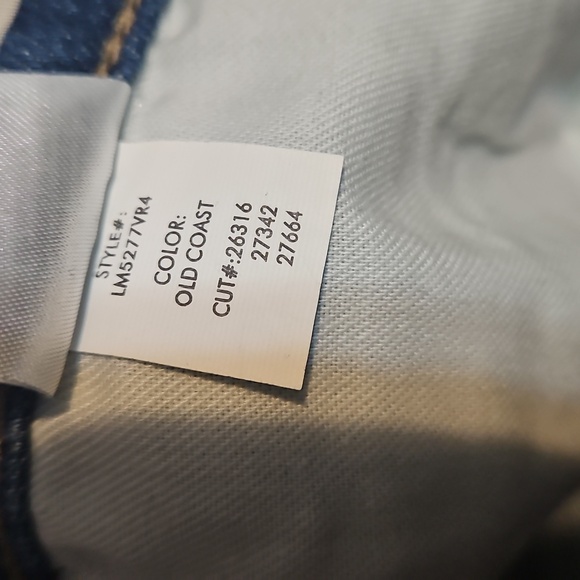 STYLE#:
LM5277VR4
COLOR:
OLD COAST
CUT#:26316
27342
27664